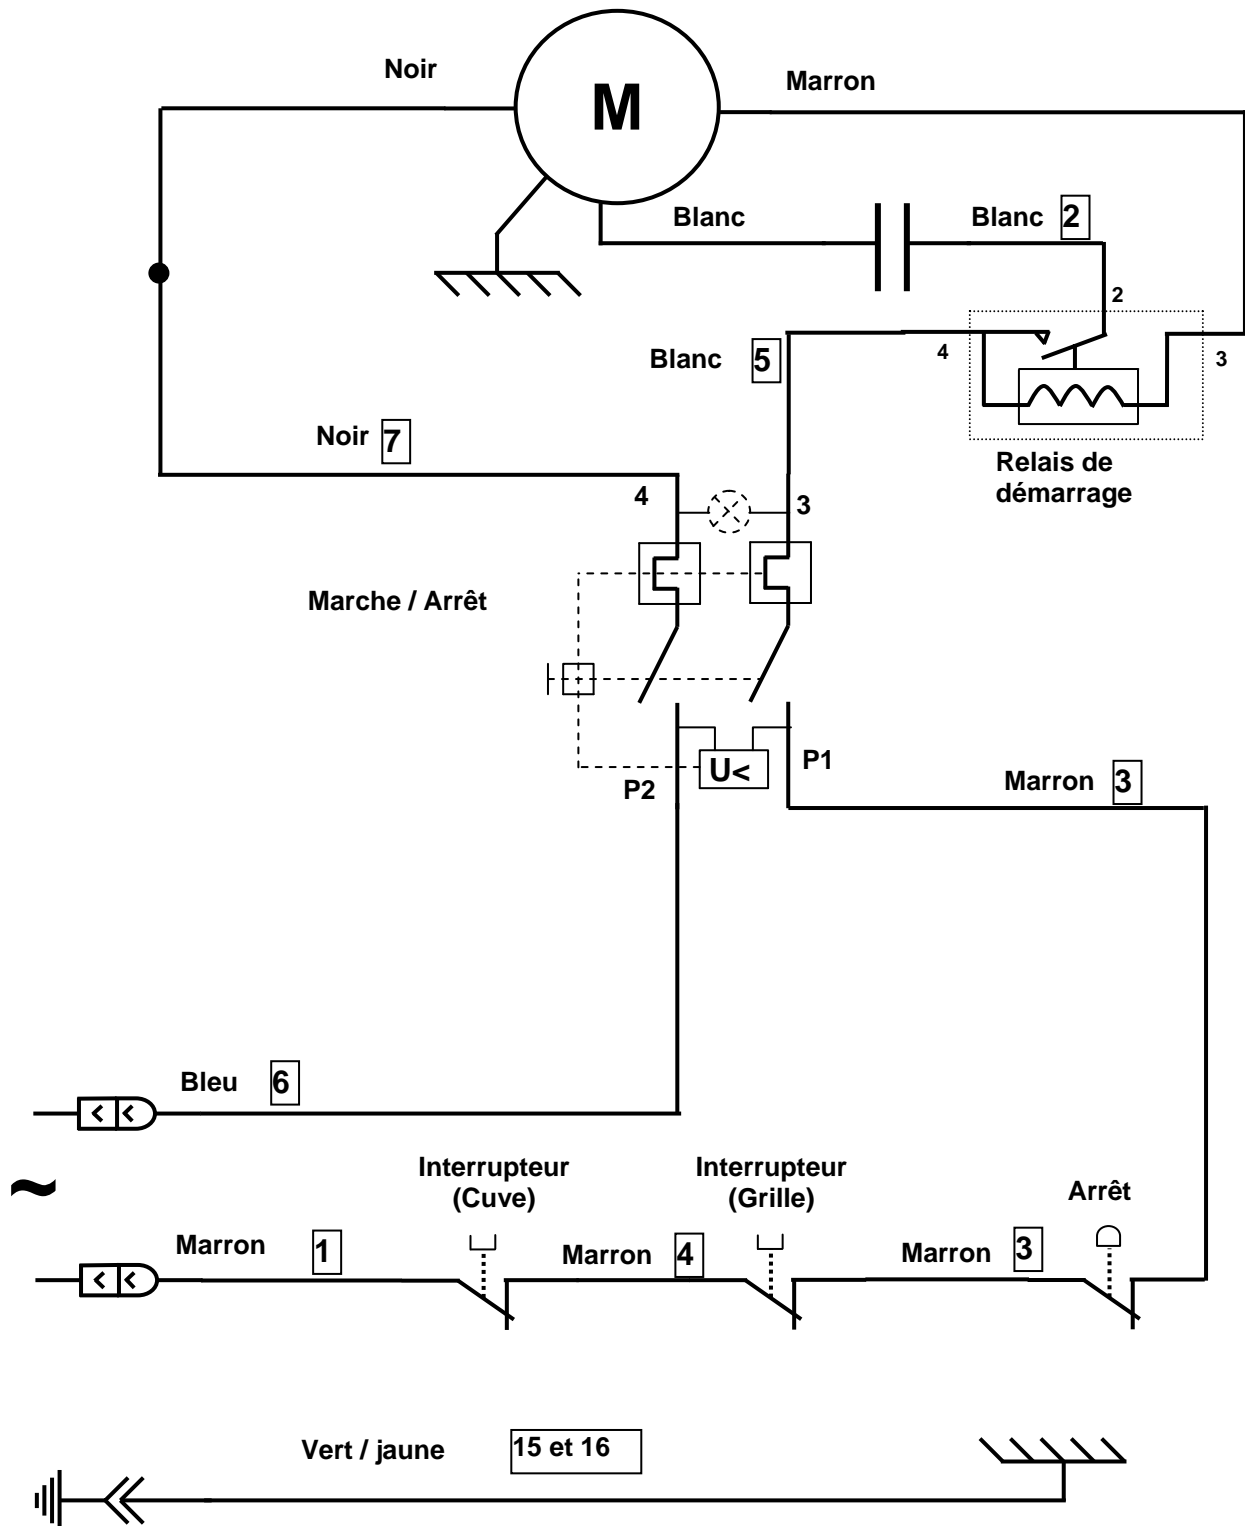 Noir
Marron
M
Blanc
Blanc 2
2
Blanc 5
4
3
Noir 7
Relais de
démarrage
4
3
Marche / Arrêt
U<
P1
P2
Marron 3
Bleu 6
Interrupteur
(Cuve)
Interrupteur
(Grille)
Arrêt
~
Marron 1
Marron 4
Marron 3
Vert / jaune 15 et 16